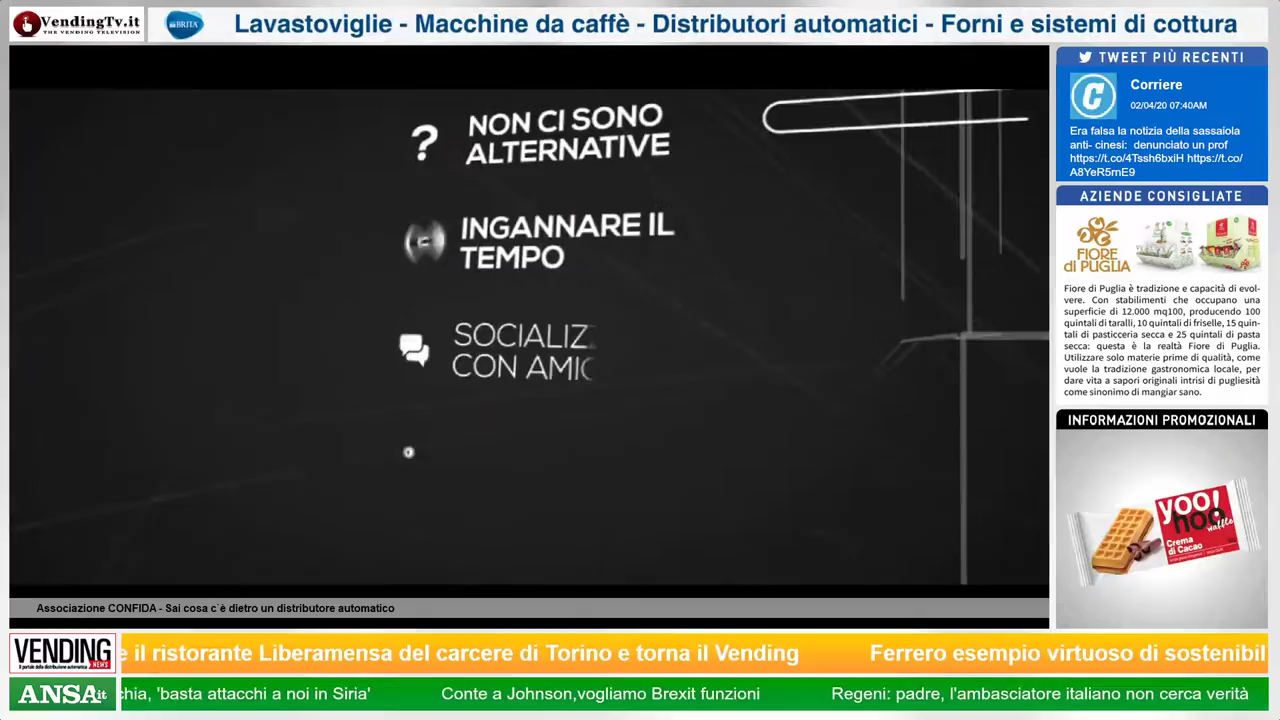 VendingTv.it
THE VENDING TELEVISION
BRITA
Lavastoviglie - Macchine da caffè - Distributori automatici - Forni e sistemi di cottura
?
NON CI SONO
ALTERNATIVE
INGANNARE IL
TEMPO
SOCIALIZ
CON AMIC
Associazione CONFIDA - Sai cosa c`è dietro un distributore automatico
TWEET PIÙ RECENTI
C
Corriere
02/04/20 07:40AM
Era falsa la notizia della sassaiola
anti- cinesi: denunciato un prof
https://t.co/4Tssh6bxiH https://t.co/
A8YeR5rnE9
AZIENDE CONSIGLIATE
FIORE
di PUGLIA
Fiore di Puglia è tradizione e capacità di evol-
vere. Con stabilimenti che occupano una
superficie di 12.000 mq100, producendo 100
quintali di taralli, 10 quintali di friselle, 15 quin-
tali di pasticceria secca e 25 quintali di pasta
secca: questa è la realtà Fiore di Puglia.
Utilizzare solo materie prime di qualità, come
vuole la tradizione gastronomica locale, per
dare vita a sapori originali intrisi di pugliesità
come sinonimo di mangiar sano.
INFORMAZIONI PROMOZIONALI
yoo!
hoo
waffle
Crema
di Cacao
VENDING
Il portale della distribuzione automatica NEWS
e il ristorante Liberamensa del carcere di Torino e torna il Vending
Ferrero esempio virtuoso di sostenibil
ANSA.it
chia, 'basta attacchi a noi in Siria'
Conte a Johnson,vogliamo Brexit funzioni
Regeni: padre, l'ambasciatore italiano non cerca verità